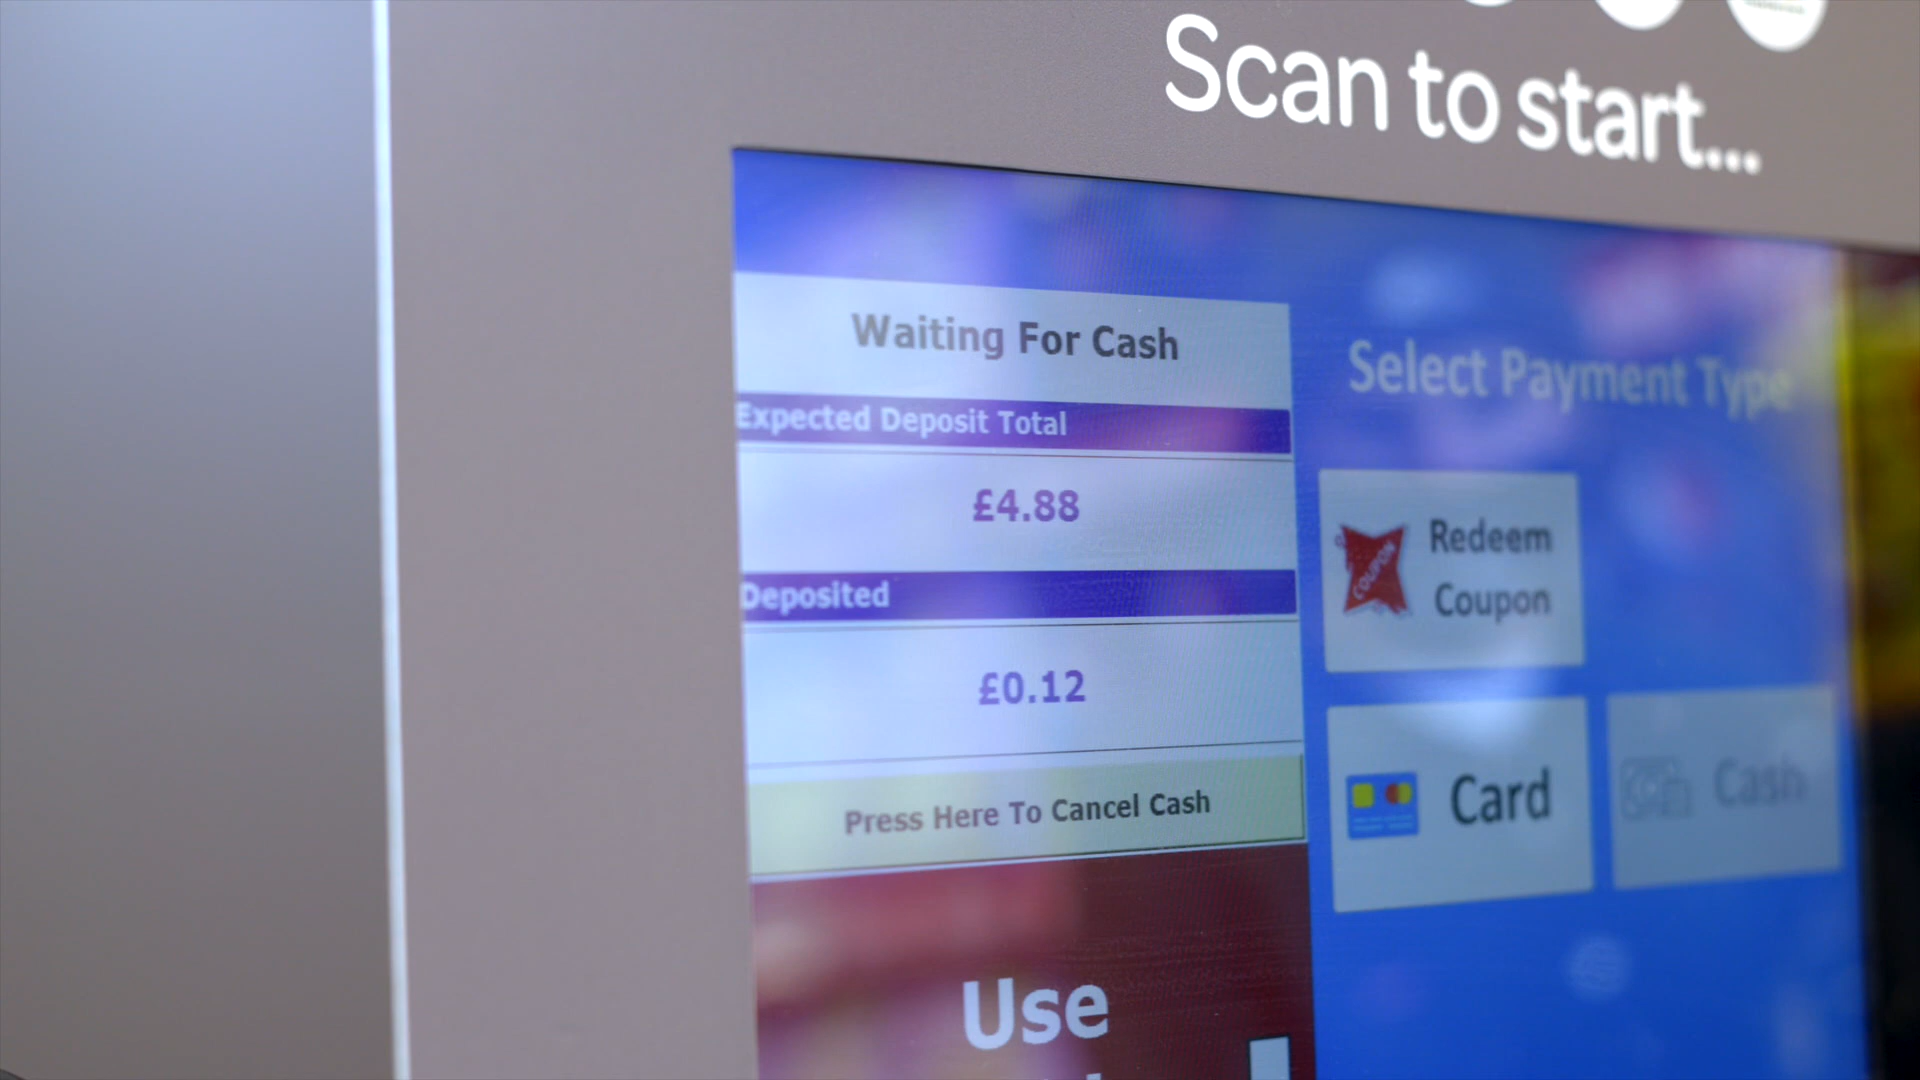 Scan to start...
Waiting For Cash
Expected Deposit Total
£4.88
Deposited
£0.12
Press Here To Cancel Cash
Use
Select Payment Type
COUPON
Redeem
Coupon
Card
Cash